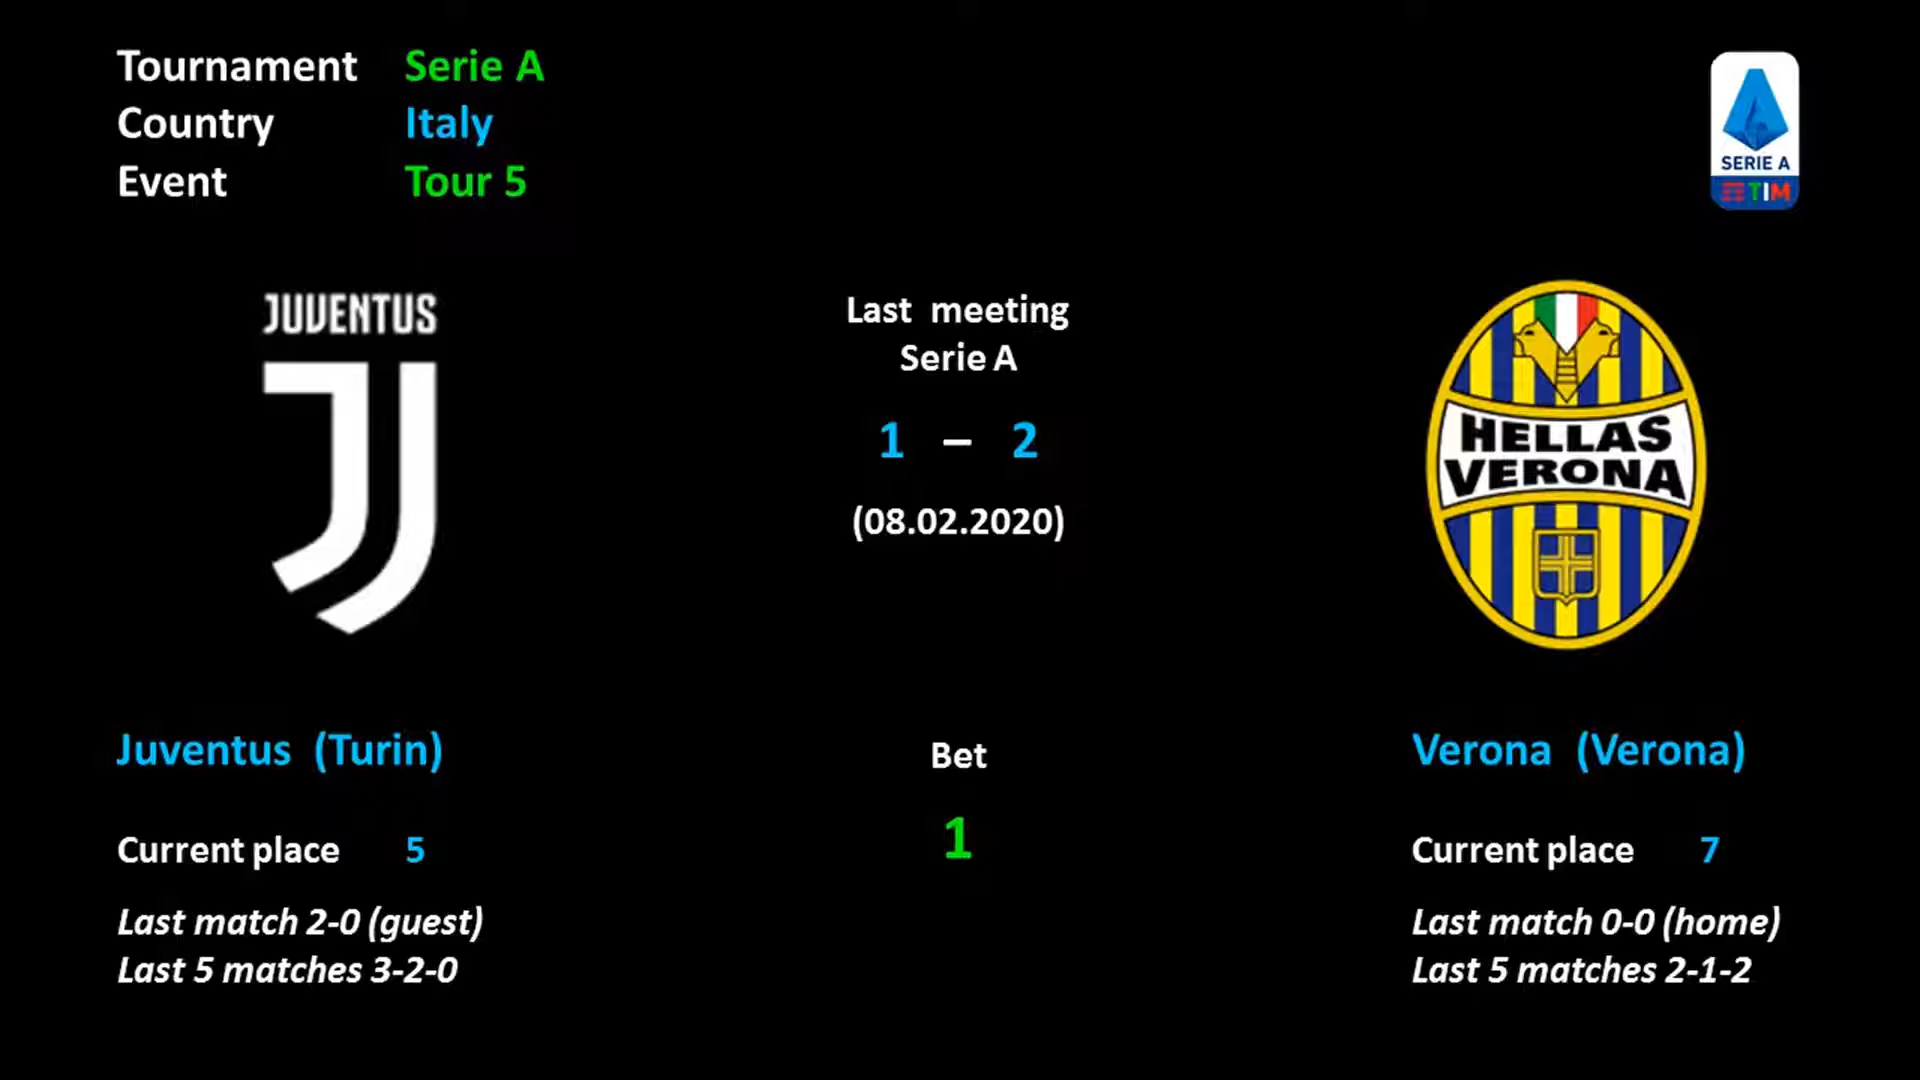 Tournament Serie A
Country Italy
Event Tour 5
SERIE A
TIM
JUVENTUS
Last meeting
Serie A
1 – 2
(08.02.2020)
HELLAS
VERONA
Juventus (Turin)
Bet
Verona (Verona)
Current place 5
1
Current place 7
Last match 2-0 (guest)
Last 5 matches 3-2-0
Last match 0-0 (home)
Last 5 matches 2-1-2